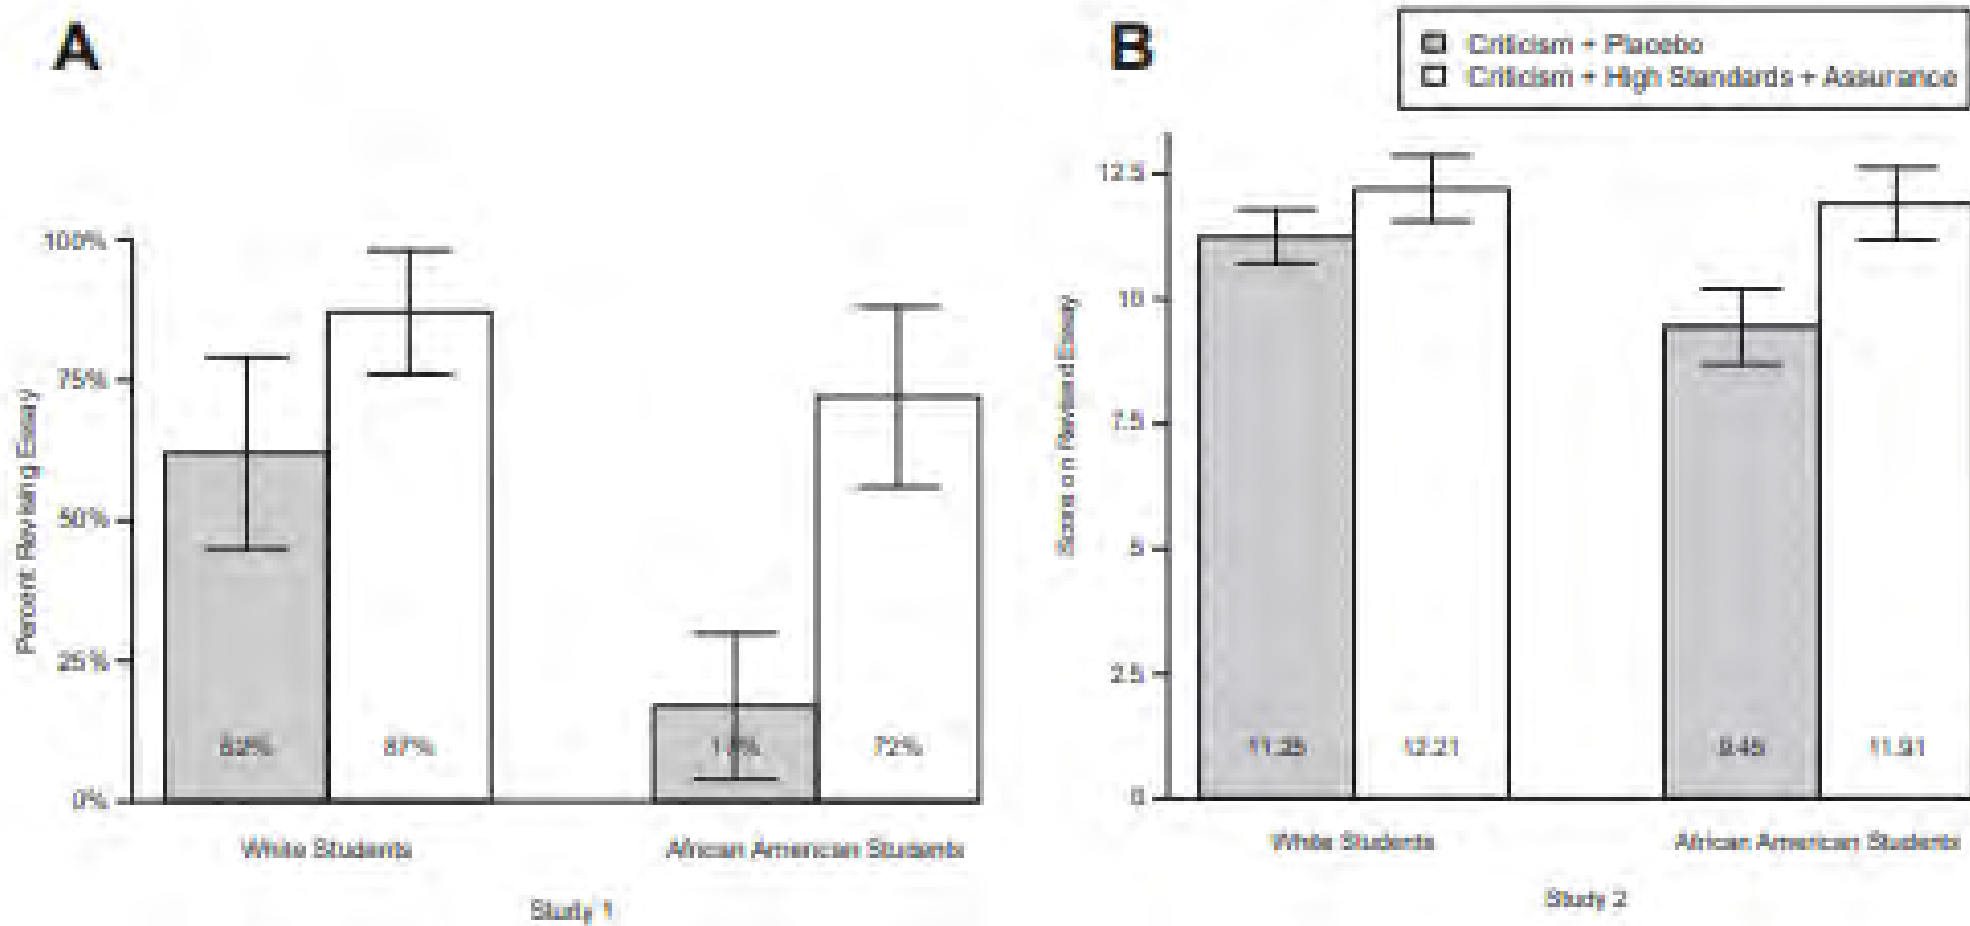 A
100%
75%
50%
25%
0%
Percent Revising Essay
62%
87%
17%
72%
White Students
African American Students
Study 1
B
Criticism + Placebo
Criticism + High Standards + Assurance
12.5
10
7.5
5
2.5
0
Score on Revised Essay
11.25
12.21
9.45
11.91
White Students
African American Students
Study 2